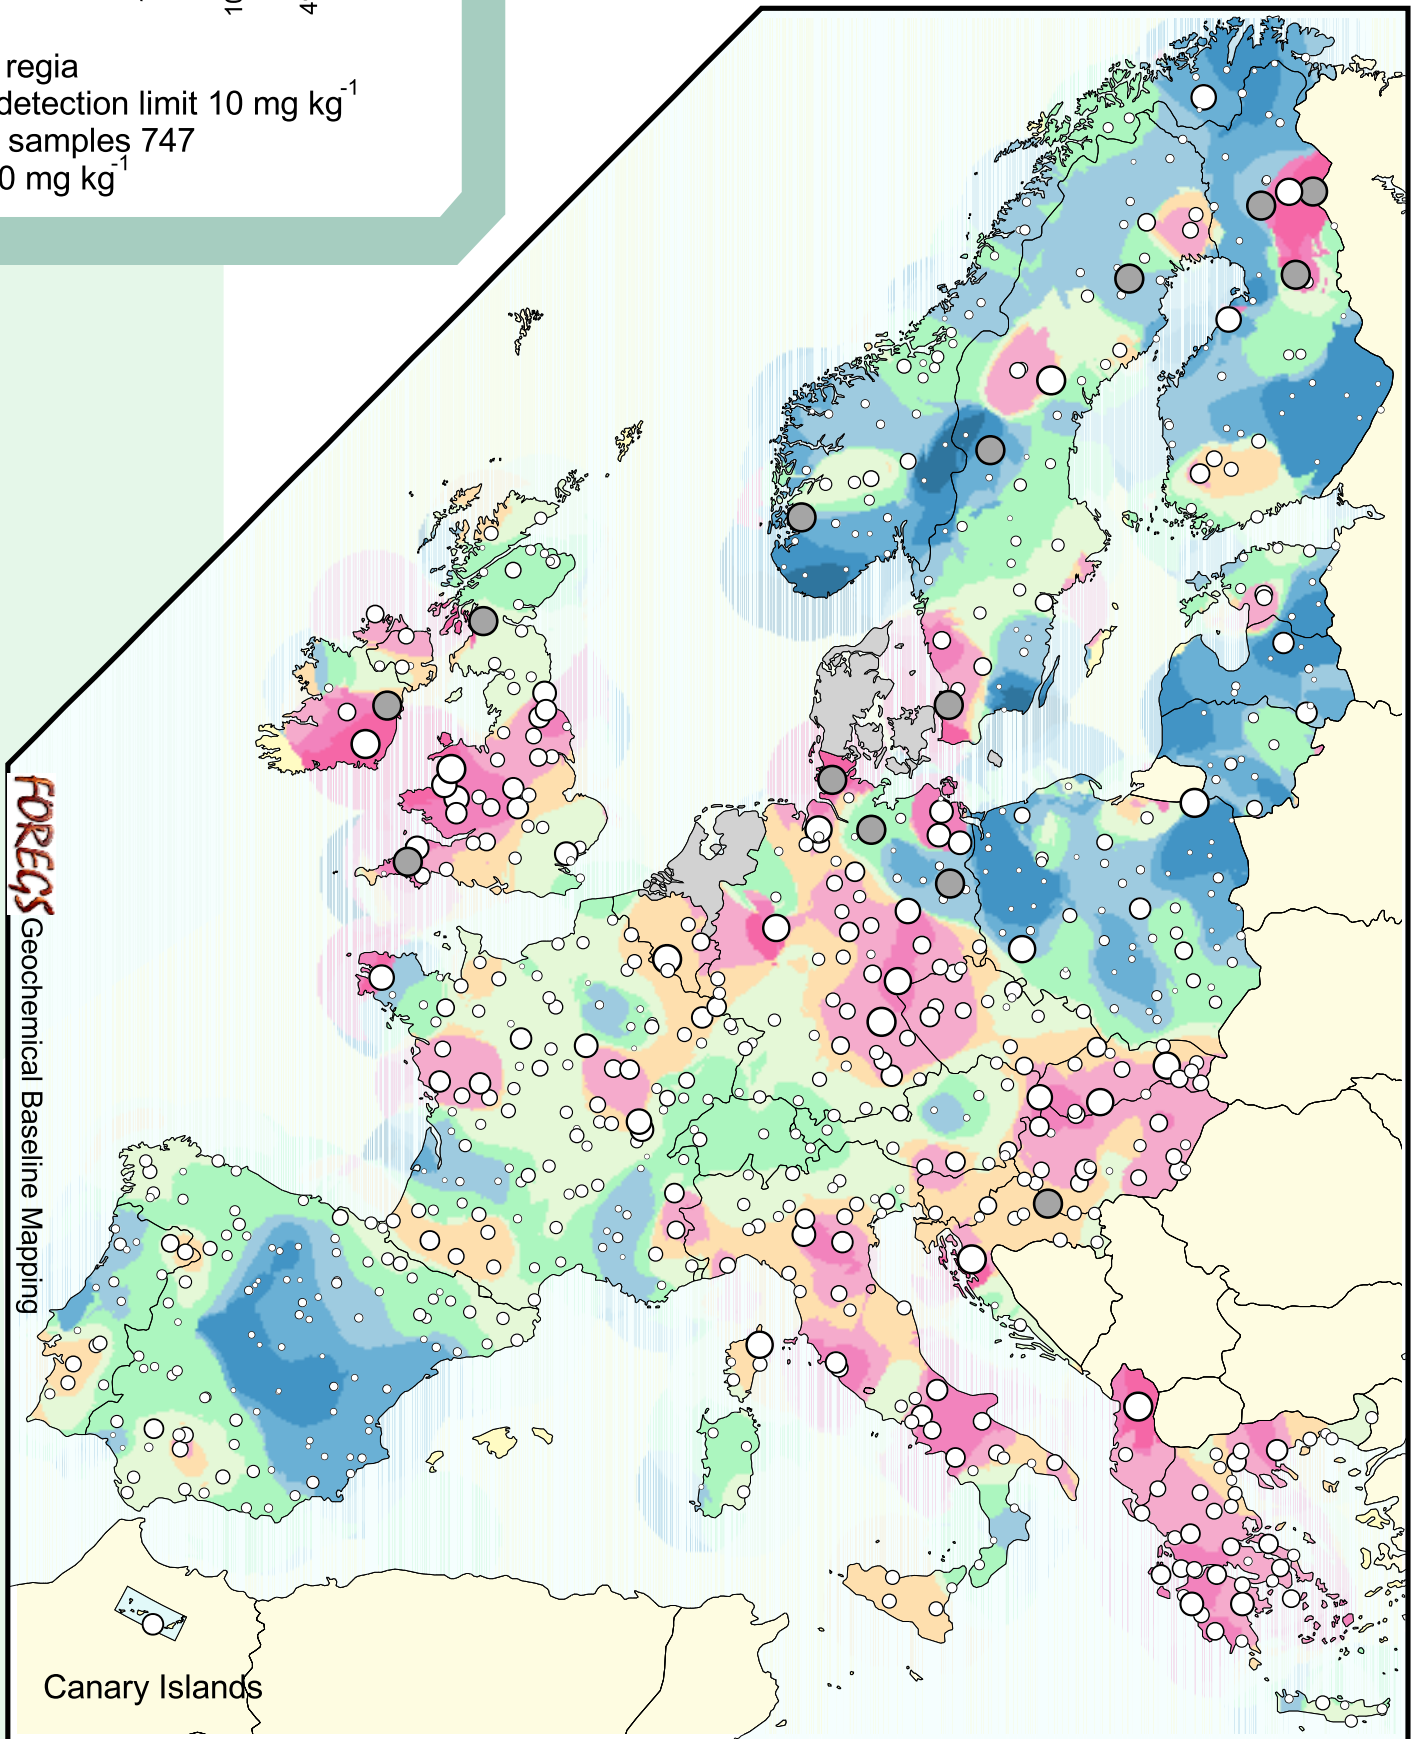 regia
detection limit 10 mg kg-1
samples 747
0 mg kg-1
FOREGS Geochemical Baseline Mapping
Canary Islands